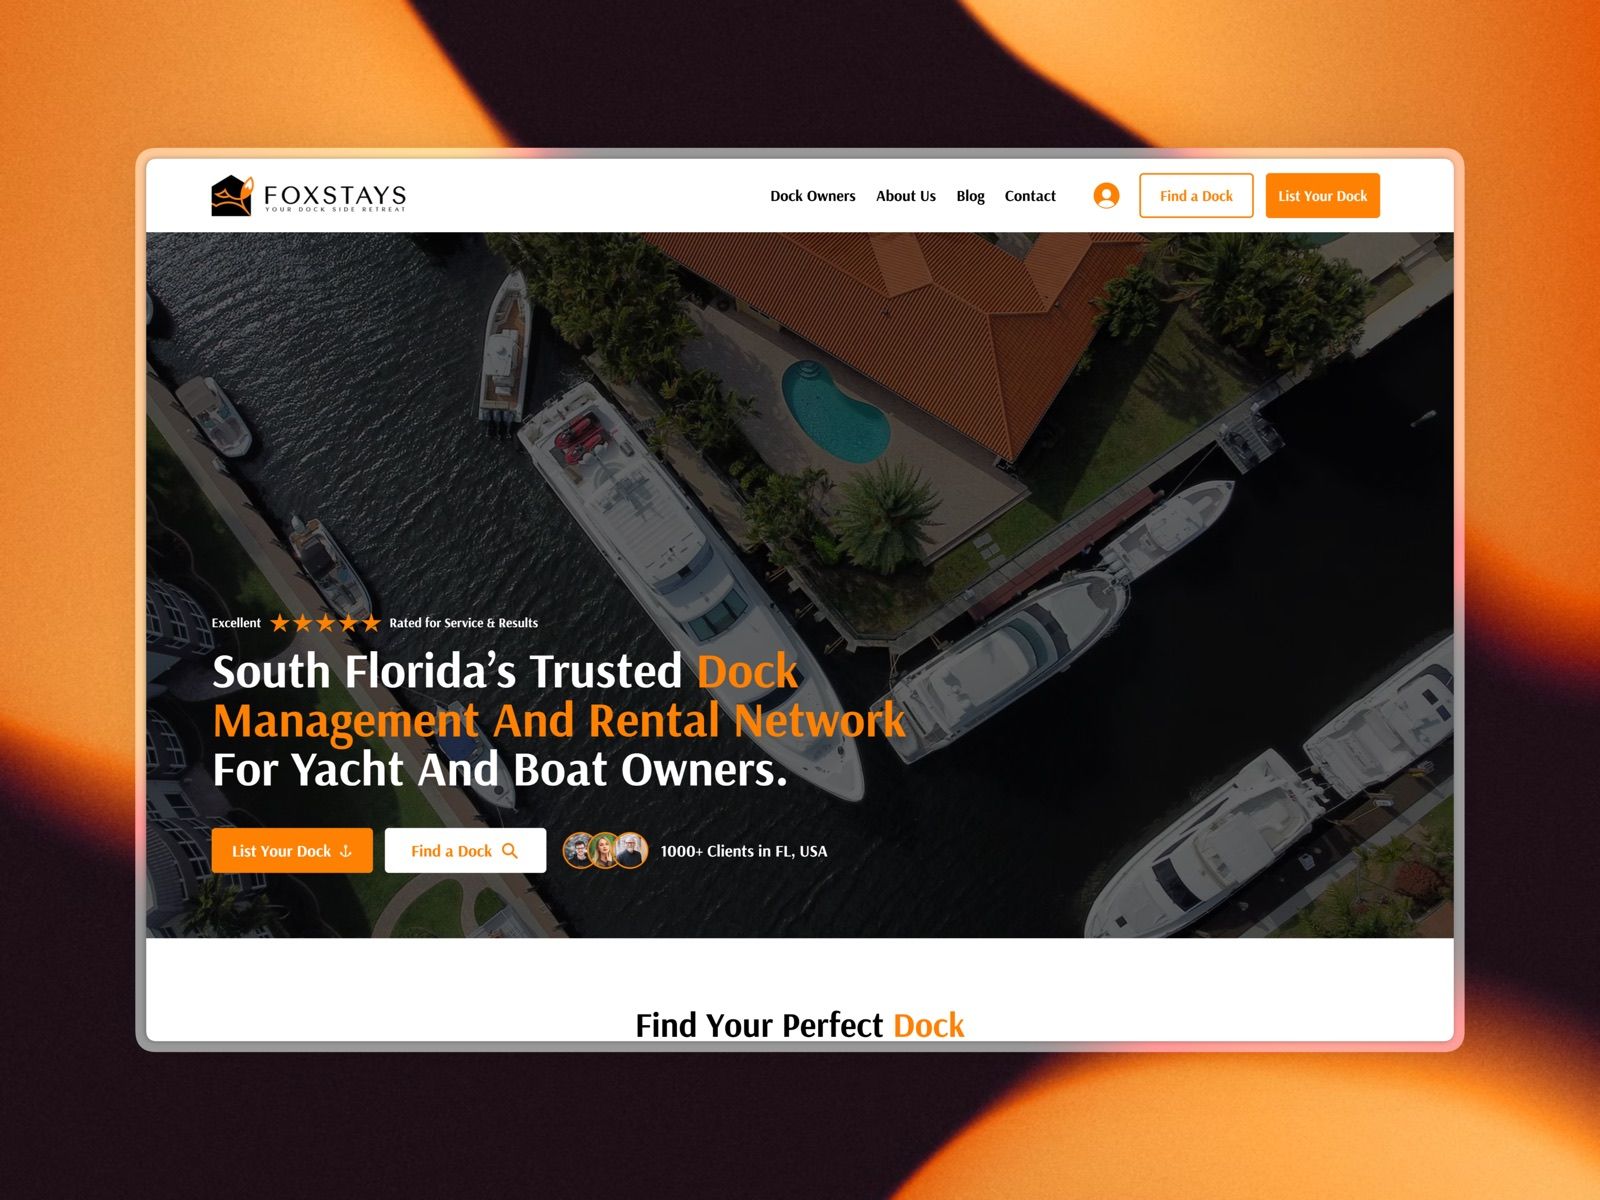 FOXSTAYS
YOUR DOCK SIDE RETREAT
Dock Owners About Us Blog Contact Find a Dock List Your Dock
Excellent Rated for Service & Results
South Florida’s Trusted Dock
Management And Rental Network
For Yacht And Boat Owners.
List Your Dock Find a Dock 1000+ Clients in FL, USA
Find Your Perfect Dock